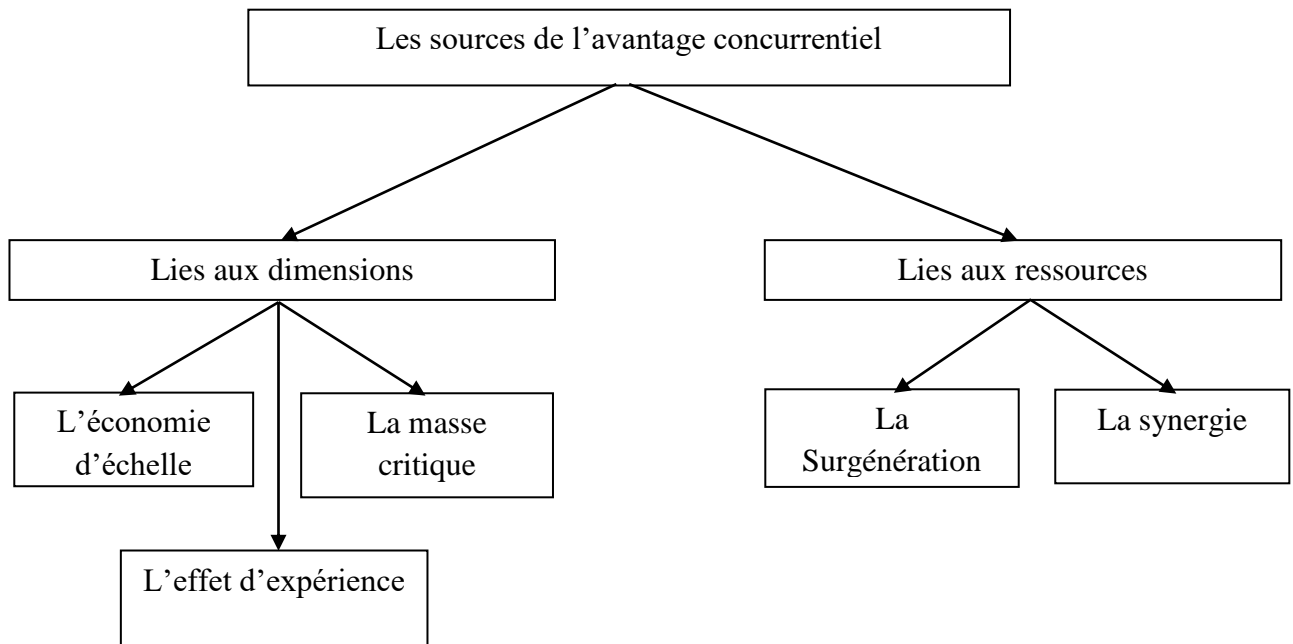 Les sources de l’avantage concurrentiel
Lies aux dimensions
Lies aux ressources
L’économie
d’échelle
La masse
critique
La
Surgénération
La synergie
L’effet d’expérience